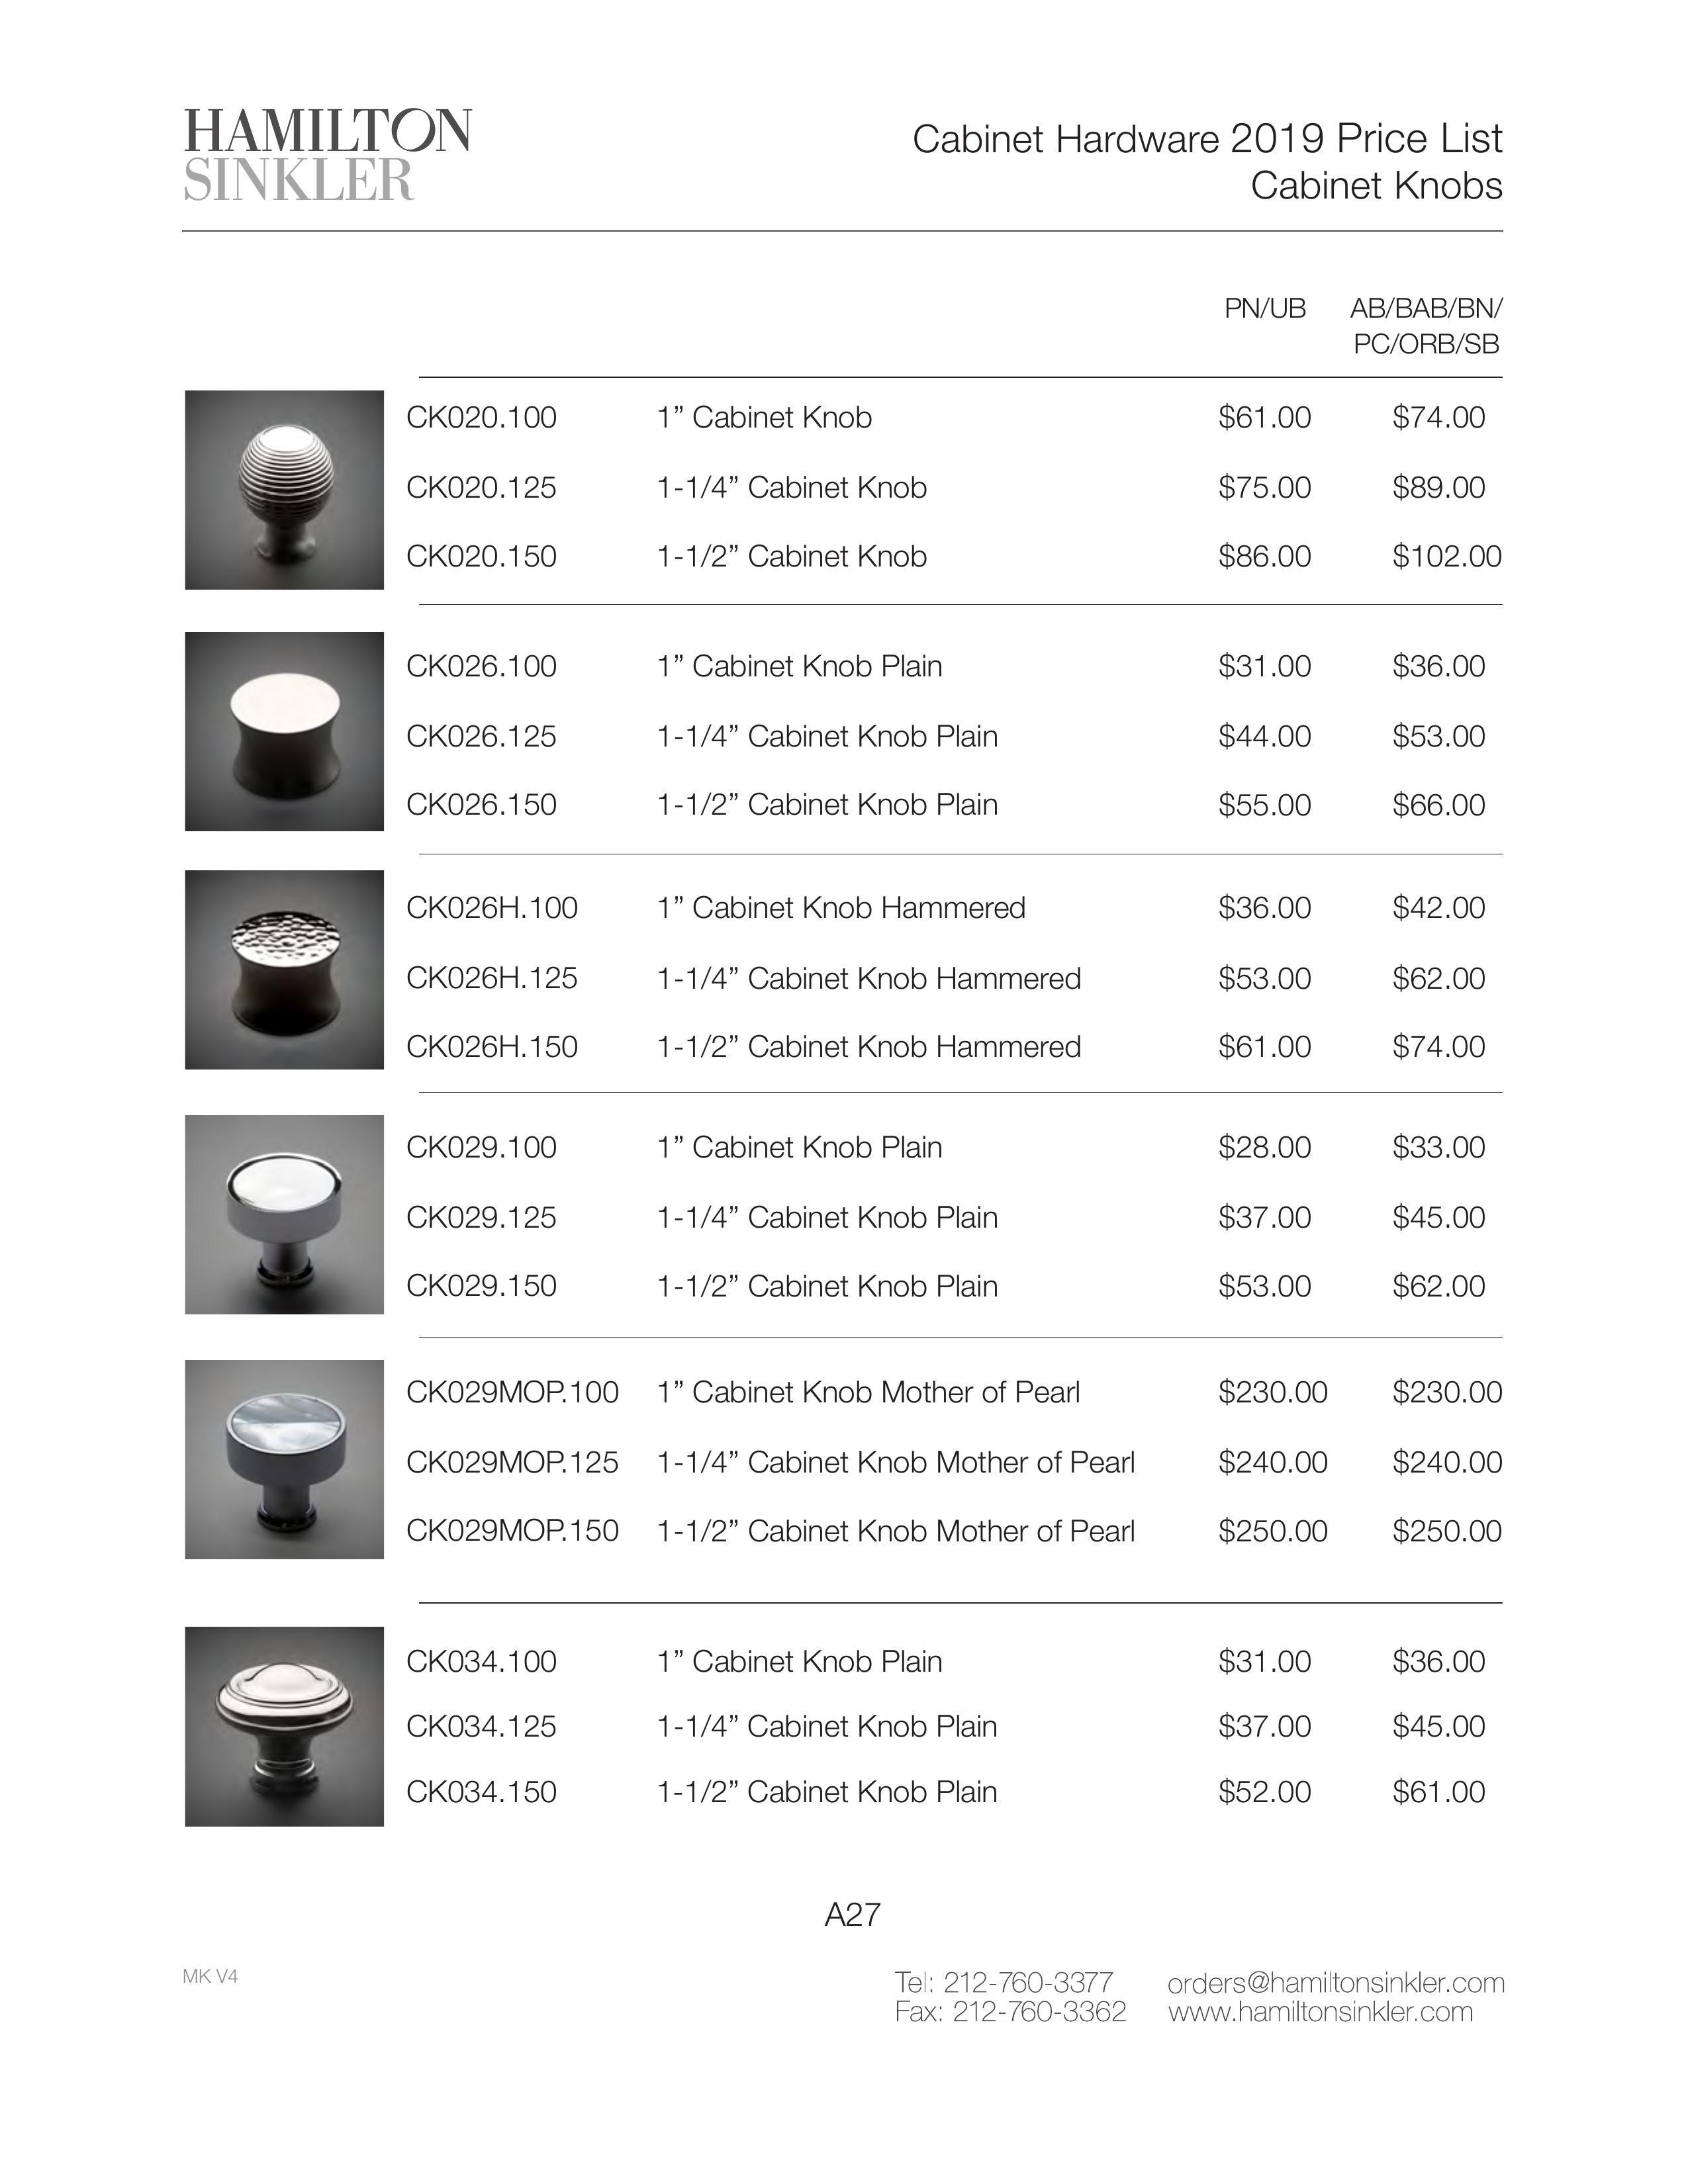 HAMILTON
SINKLER
Cabinet Hardware 2019 Price List
Cabinet Knobs
PN/UB AB/BAB/BN/
PC/ORB/SB
CK020.100 1” Cabinet Knob $61.00 $74.00
CK020.125 1-1/4” Cabinet Knob $75.00 $89.00
CK020.150 1-1/2” Cabinet Knob $86.00 $102.00
CK026.100 1” Cabinet Knob Plain $31.00 $36.00
CK026.125 1-1/4” Cabinet Knob Plain $44.00 $53.00
CK026.150 1-1/2” Cabinet Knob Plain $55.00 $66.00
CK026H.100 1” Cabinet Knob Hammered $36.00 $42.00
CK026H.125 1-1/4” Cabinet Knob Hammered $53.00 $62.00
CK026H.150 1-1/2” Cabinet Knob Hammered $61.00 $74.00
CK029.100 1” Cabinet Knob Plain $28.00 $33.00
CK029.125 1-1/4” Cabinet Knob Plain $37.00 $45.00
CK029.150 1-1/2” Cabinet Knob Plain $53.00 $62.00
CK029MOP.100 1” Cabinet Knob Mother of Pearl $230.00 $230.00
CK029MOP.125 1-1/4” Cabinet Knob Mother of Pearl $240.00 $240.00
CK029MOP.150 1-1/2” Cabinet Knob Mother of Pearl $250.00 $250.00
CK034.100 1” Cabinet Knob Plain $31.00 $36.00
CK034.125 1-1/4” Cabinet Knob Plain $37.00 $45.00
CK034.150 1-1/2” Cabinet Knob Plain $52.00 $61.00
A27
MK V4
Tel: 212-760-3377 orders@hamiltonsinkler.com
Fax: 212-760-3362 www.hamiltonsinkler.com